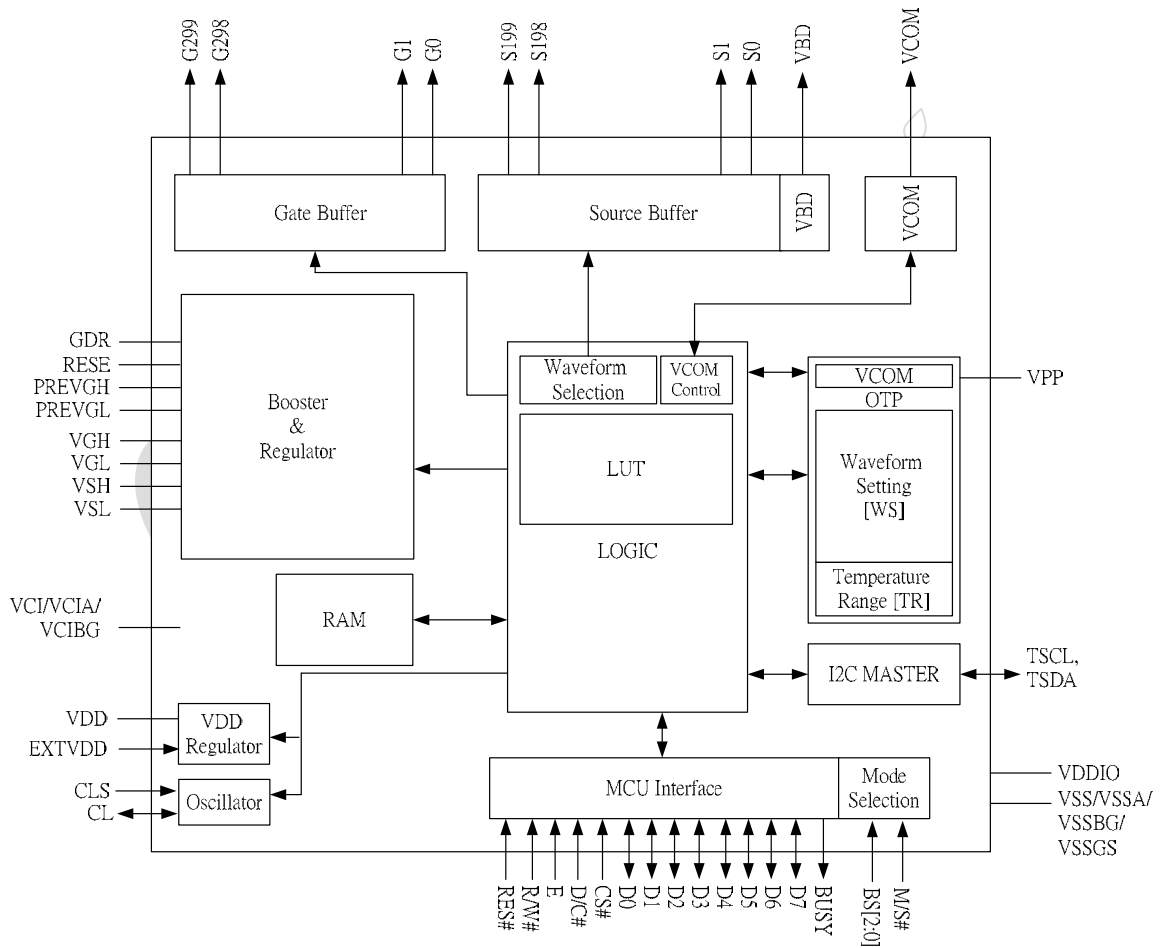 G299
G298
G1
G0
S199
S198
S1
S0
VBD
VCOM
Gate Buffer
Source Buffer
VBD
VCOM
GDR
RESE
PREVGH
PREVGL
VGH
VGL
VSH
VSL
Booster
&
Regulator
Waveform
Selection
VCOM
Control
LUT
LOGIC
VCOM
OTP
Waveform
Setting
[WS]
Temperature
Range [TR]
VPP
VCI/VCIA/
VCIBG
RAM
I2C MASTER
TSCL,
TSDA
VDD
EXTVDD
VDD
Regulator
CLS
CL
Oscillator
MCU Interface
Mode
Selection
VDDIO
VSS/VSSA/
VSSBG/
VSSGS
RES#
R/W#
E
D/C#
CS#
D0
D1
D2
D3
D4
D5
D6
D7
BUSY
BS[2:0]
M/S#